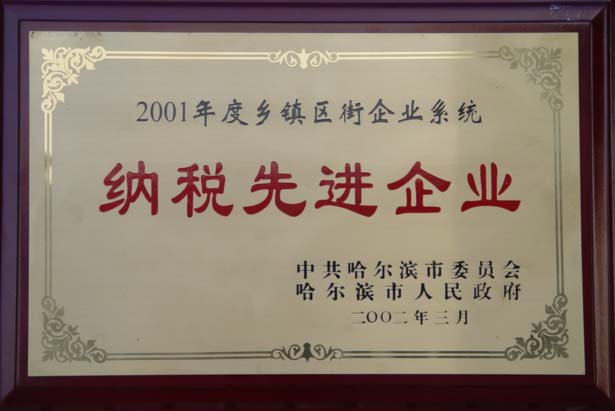 2001年度乡镇区街企业系统
纳税先进企业
中共哈尔滨市委员会
哈尔滨市人民政府
二〇〇二年三月